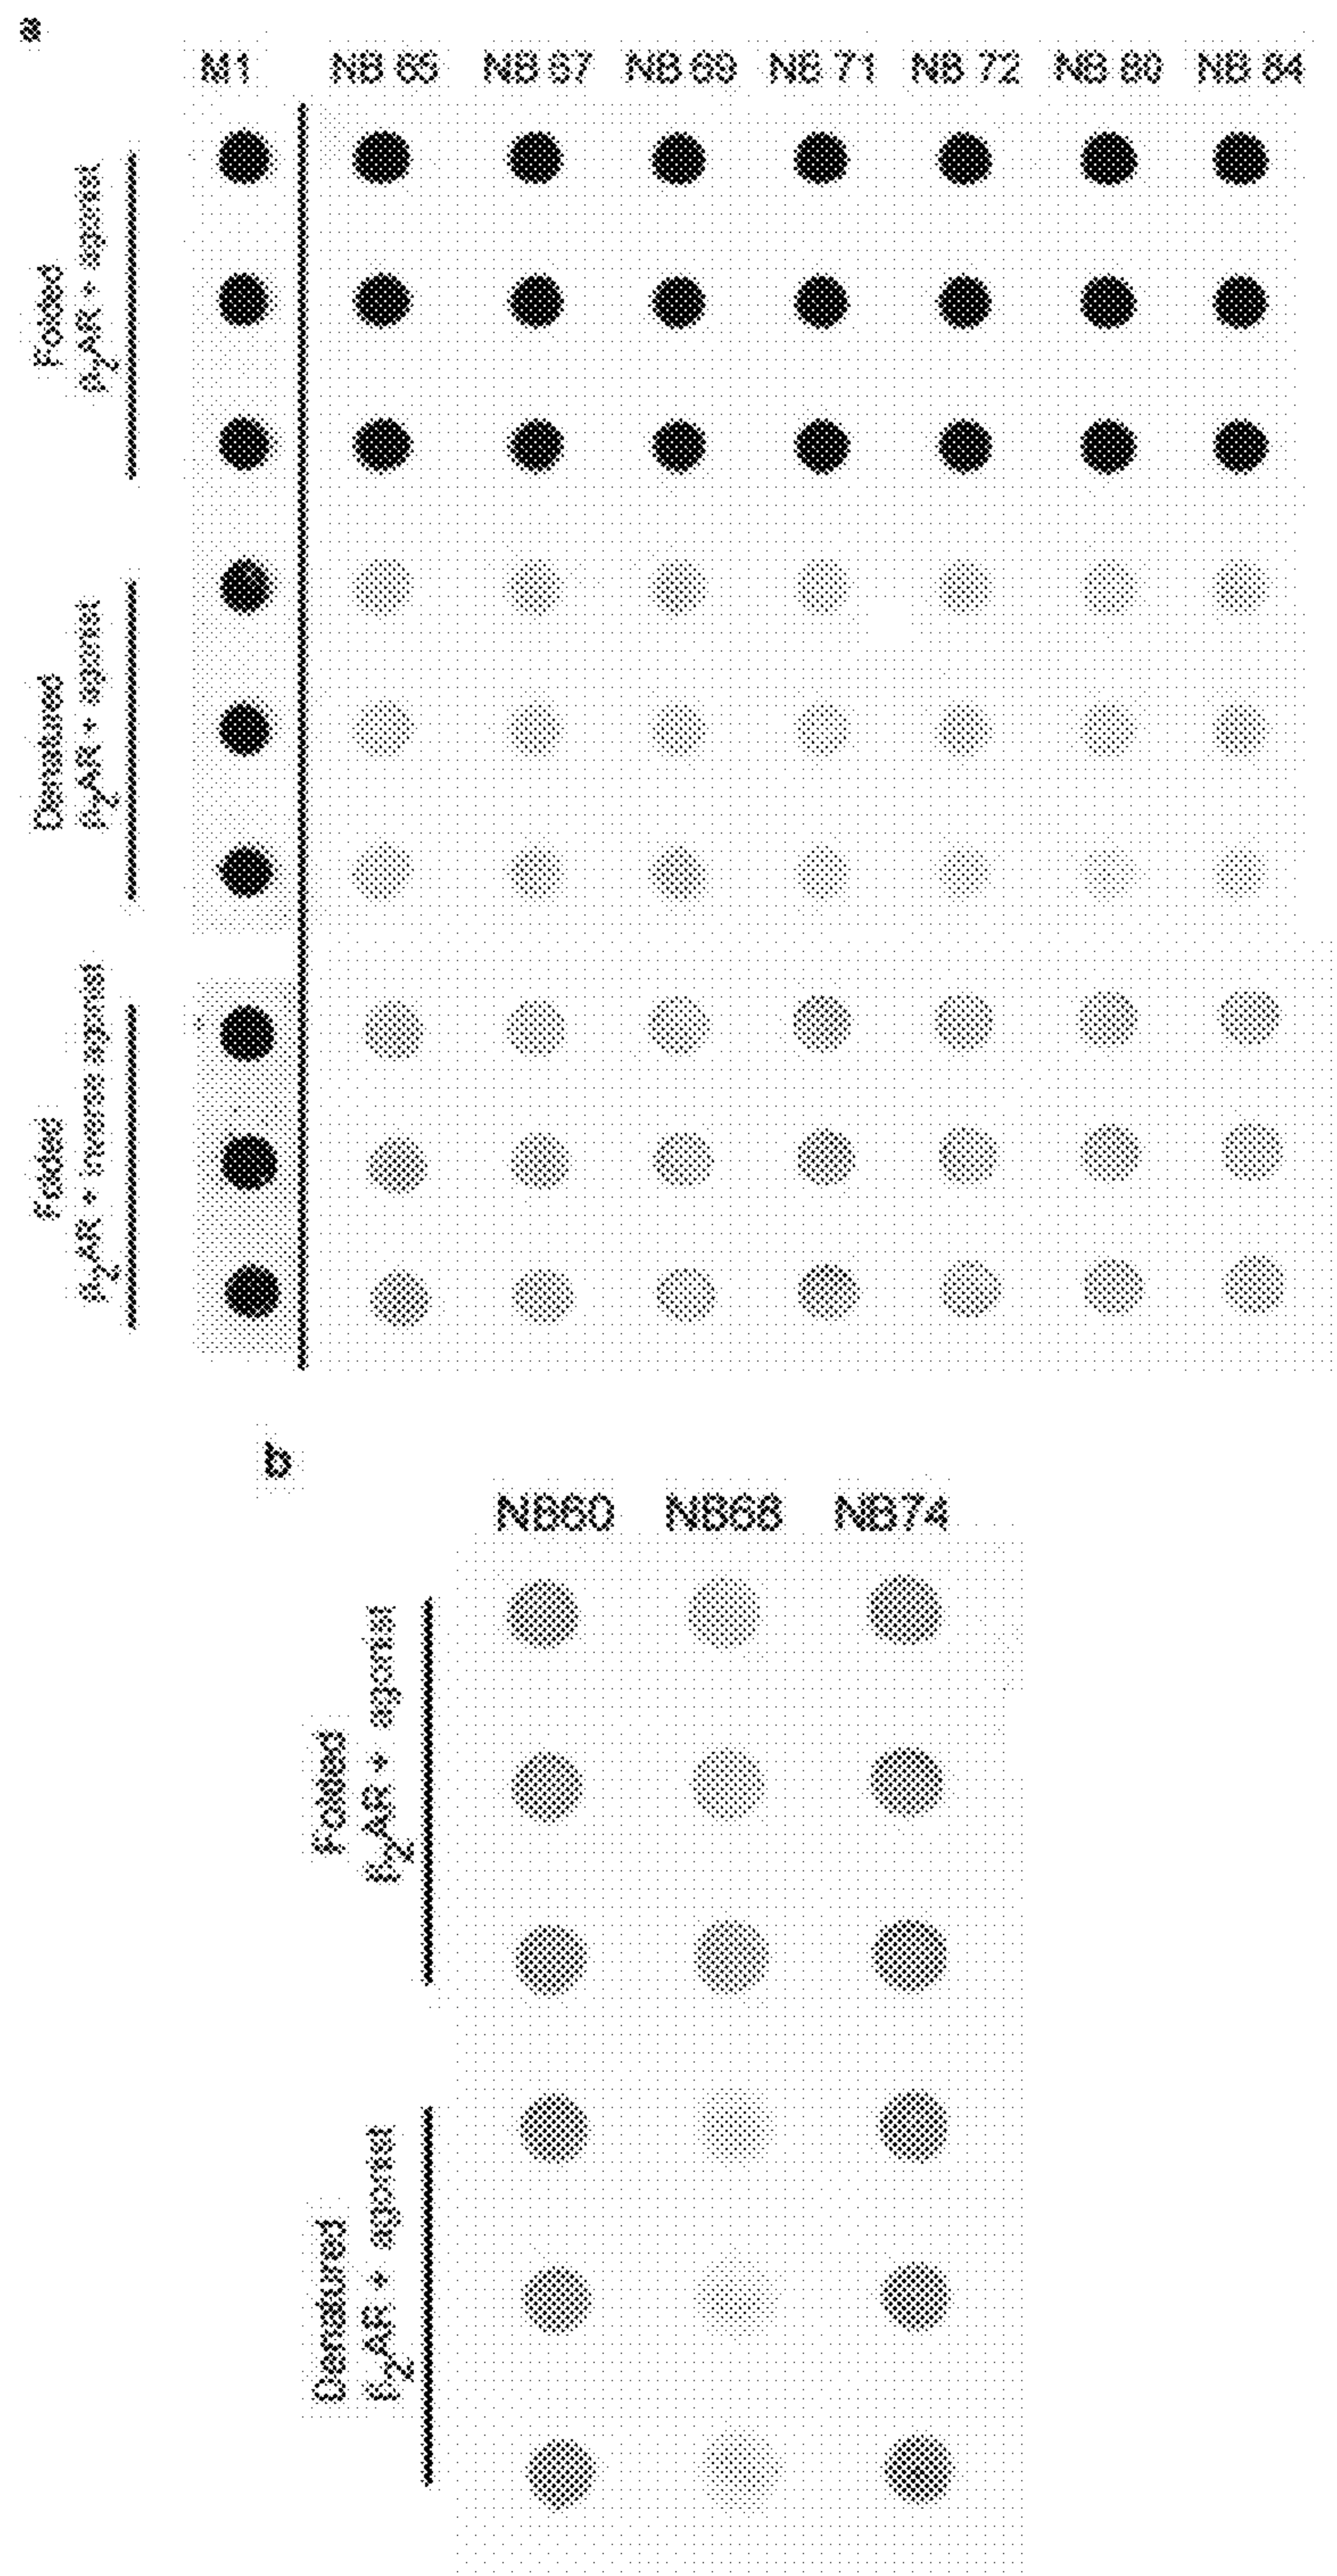 a
M1 NB 65 NB 67 NB 69 NB 71 NB 72 NB 80 NB 84
Folded
β₂AR + agonist
Denatured
β₂AR + agonist
Folded
β₂AR + inverse agonist
b
NB60 NB68 NB74
Folded
β₂AR + agonist
Denatured
β₂AR + agonist